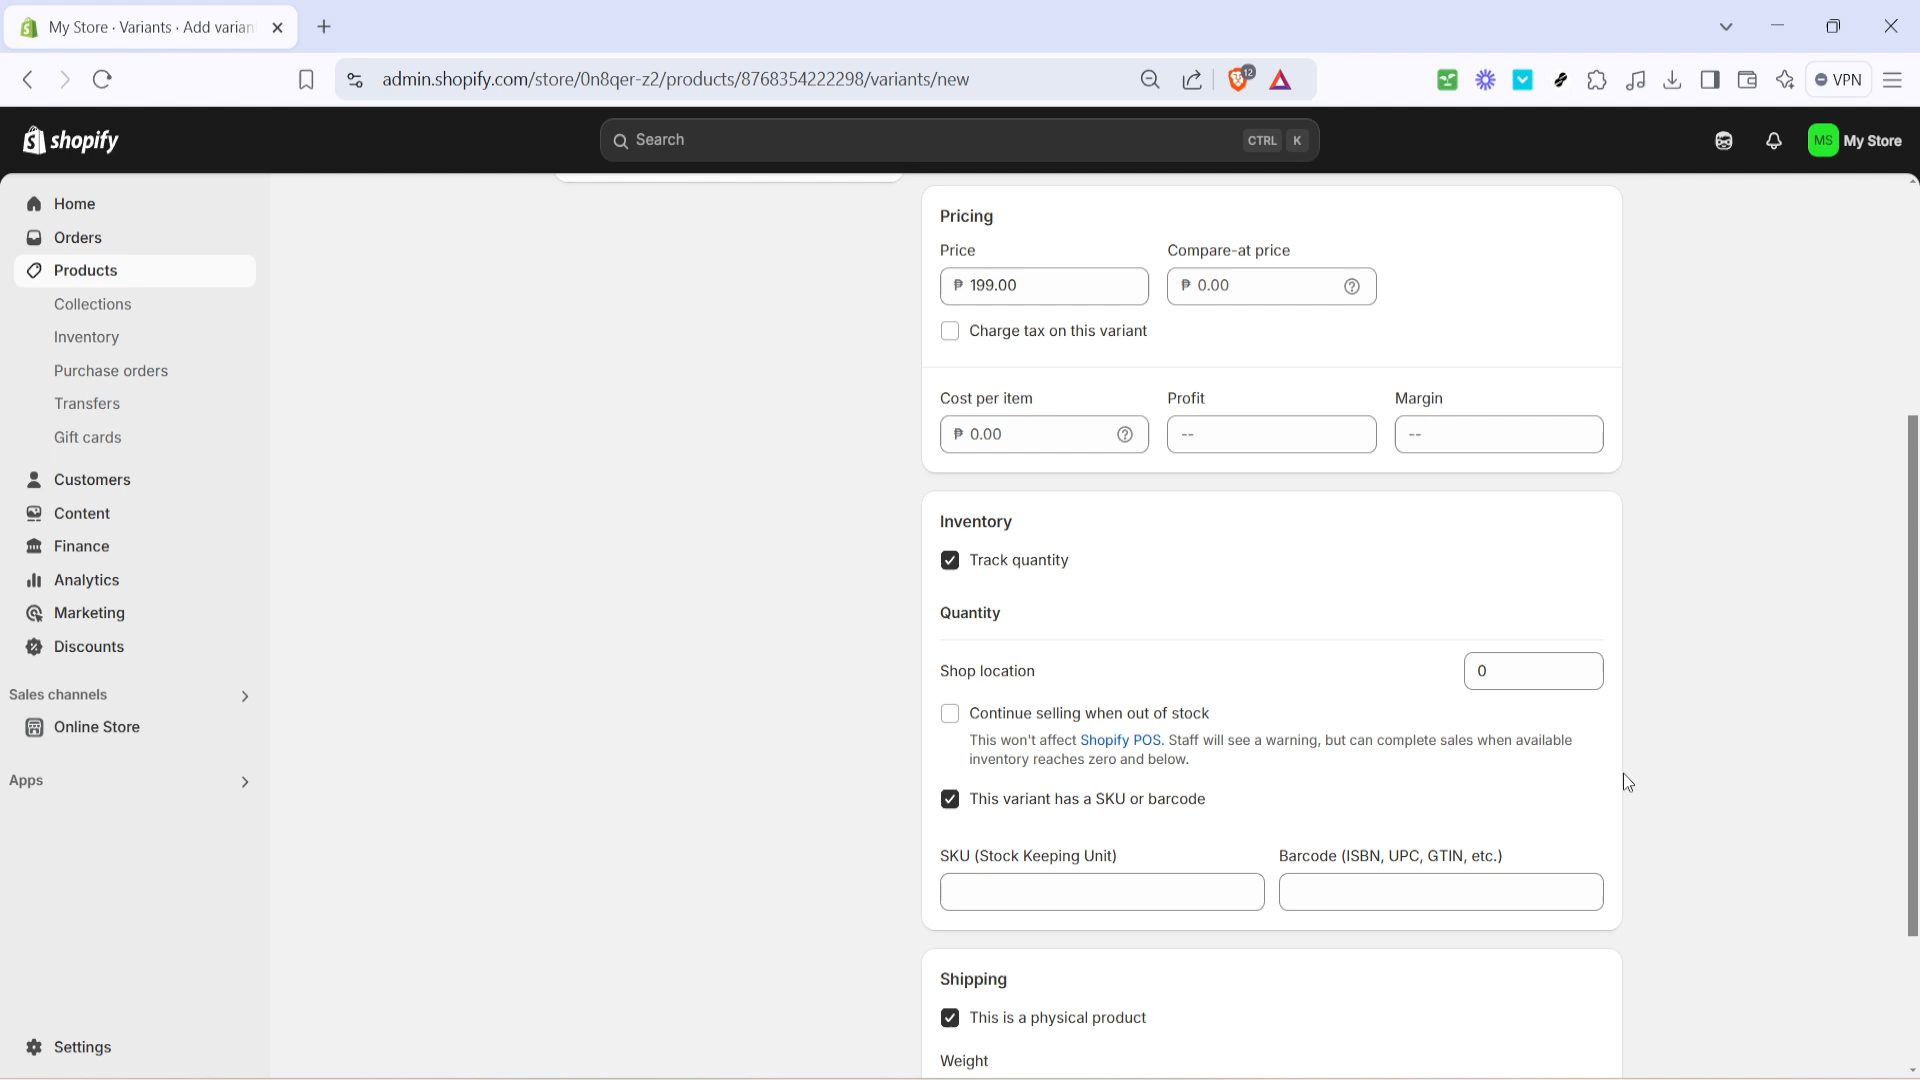 My Store · Variants · Add varian
admin.shopify.com/store/0n8qer-z2/products/8768354222298/variants/new
12
VPN
shopify
Search
CTRL K
MS My Store
Home
Orders
Products
Collections
Inventory
Purchase orders
Transfers
Gift cards
Customers
Content
Finance
Analytics
Marketing
Discounts
Sales channels
Online Store
Apps
Settings
Pricing
Price Compare-at price
₱ 199.00 ₱ 0.00
Charge tax on this variant
Cost per item Profit Margin
₱ 0.00 -- --
Inventory
Track quantity
Quantity
Shop location 0
Continue selling when out of stock
This won't affect Shopify POS. Staff will see a warning, but can complete sales when available
inventory reaches zero and below.
This variant has a SKU or barcode
SKU (Stock Keeping Unit) Barcode (ISBN, UPC, GTIN, etc.)
Shipping
This is a physical product
Weight